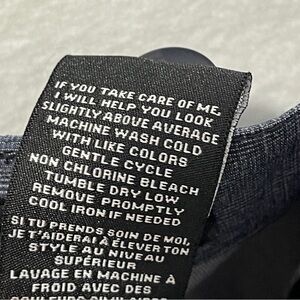 IF YOU TAKE CARE OF ME,
I WILL HELP YOU LOOK
SLIGHTLY ABOVE AVERAGE
MACHINE WASH COLD
WITH LIKE COLORS
GENTLE CYCLE
NON CHLORINE BLEACH
TUMBLE DRY LOW
REMOVE PROMPTLY
COOL IRON IF NEEDED
SI TU PRENDS SOIN DE MOI,
JE T'AIDERAI À ÉLEVER TON
STYLE AU NIVEAU
SUPÉRIEUR
LAVAGE EN MACHINE À
FROID AVEC DES